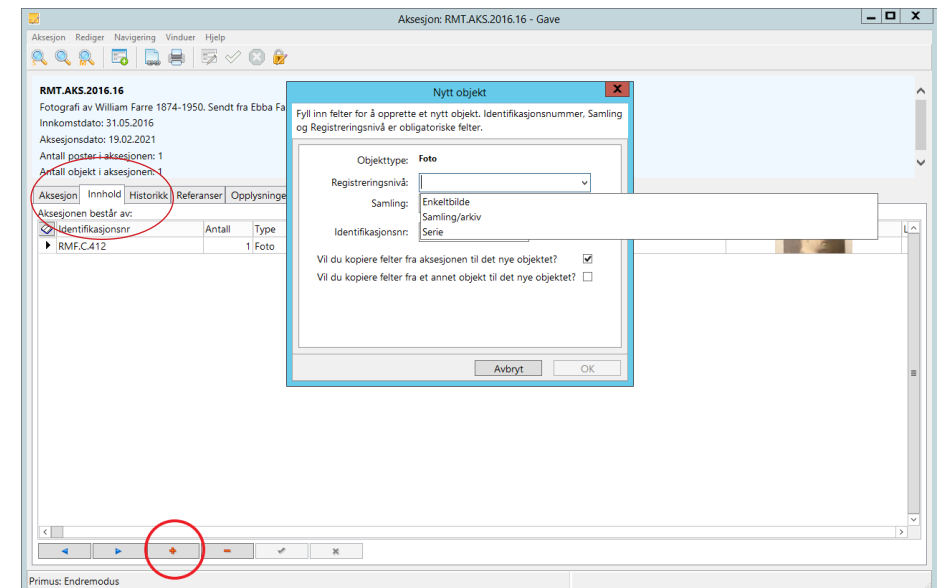 Aksesjon: RMT.AKS.2016.16 - Gave
Aksesjon Rediger Navigering Vinduer Hjelp
RMT.AKS.2016.16
Fotografi av William Farre 1874-1950. Sendt fra Ebba Fa
Innkomstdato: 31.05.2016
Aksesjonsdato: 19.02.2021
Antall poster i aksesjonen: 1
Antall objekt i aksesjonen: 1
Aksesjon Innhold Historikk Referanser Opplysninge
Aksesjonen består av:
Identifikasjonsnr Antall Type L
RMF.C.412 1 Foto
Nytt objekt
Fyll inn felter for å opprette et nytt objekt. Identifikasjonsnummer, Samling
og Registreringsnivå er obligatoriske felter.
Objekttype: Foto
Registreringsnivå:
Samling:
Identifikasjonsnr:
Enkeltbilde
Samling/arkiv
Serie
Vil du kopiere felter fra aksesjonen til det nye objektet?
Vil du kopiere felter fra et annet objekt til det nye objektet?
Avbryt OK
Primus: Endremodus